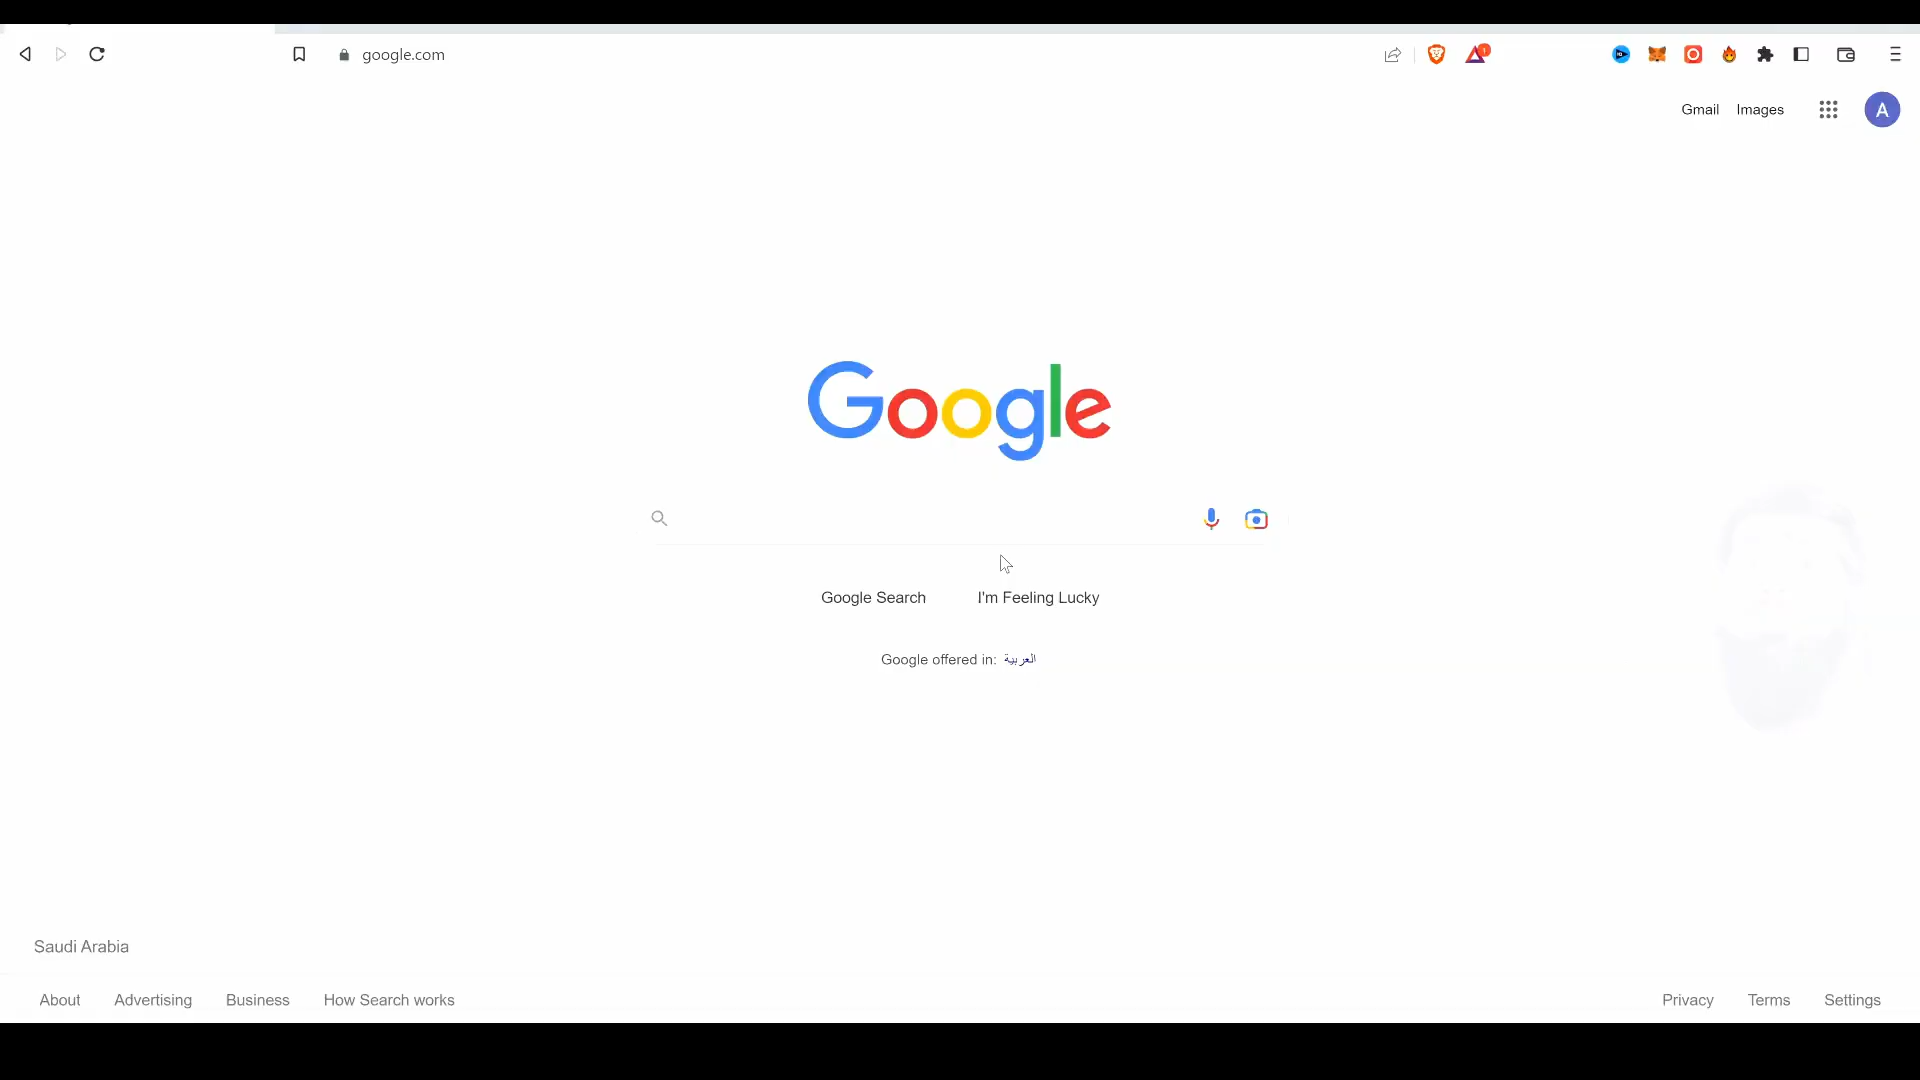 google.com
Gmail Images
A
Google
Google Search I'm Feeling Lucky
Google offered in: العربية
Saudi Arabia
About Advertising Business How Search works Privacy Terms Settings